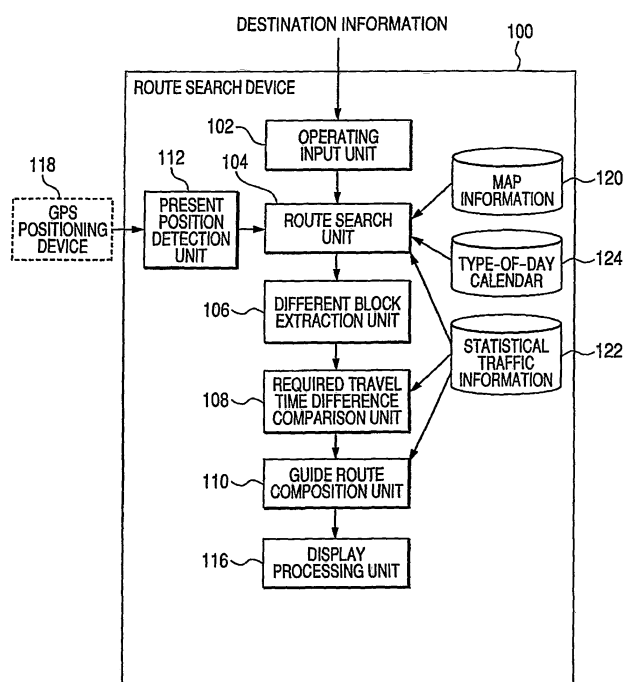 DESTINATION INFORMATION
100
ROUTE SEARCH DEVICE
102
OPERATING
INPUT UNIT
118
GPS
POSITIONING
DEVICE
112
PRESENT
POSITION
DETECTION
UNIT
104
ROUTE SEARCH
UNIT
MAP
INFORMATION
120
TYPE-OF-DAY
CALENDAR
124
106
DIFFERENT BLOCK
EXTRACTION UNIT
STATISTICAL
TRAFFIC
INFORMATION
122
108
REQUIRED TRAVEL
TIME DIFFERENCE
COMPARISON UNIT
110
GUIDE ROUTE
COMPOSITION UNIT
116
DISPLAY
PROCESSING UNIT